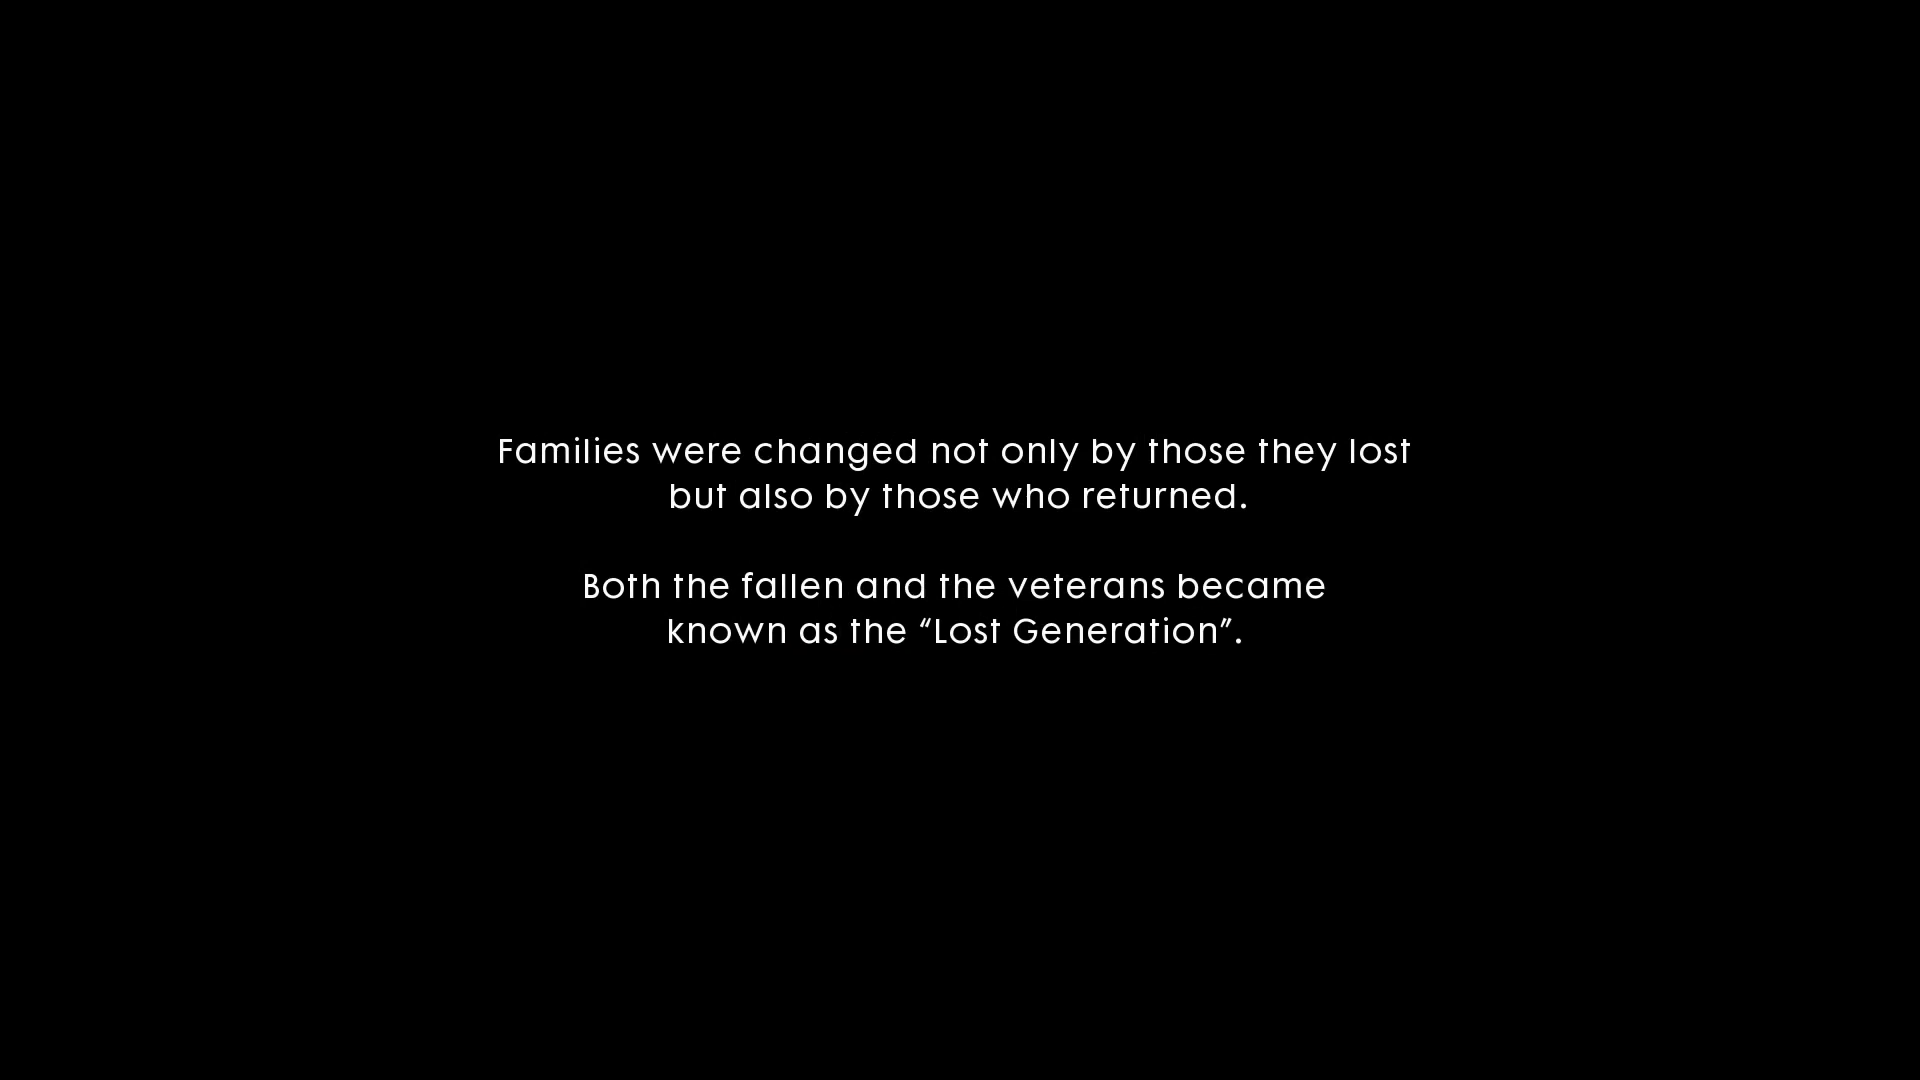 Families were changed not only by those they lost
but also by those who returned.
Both the fallen and the veterans became
known as the “Lost Generation”.